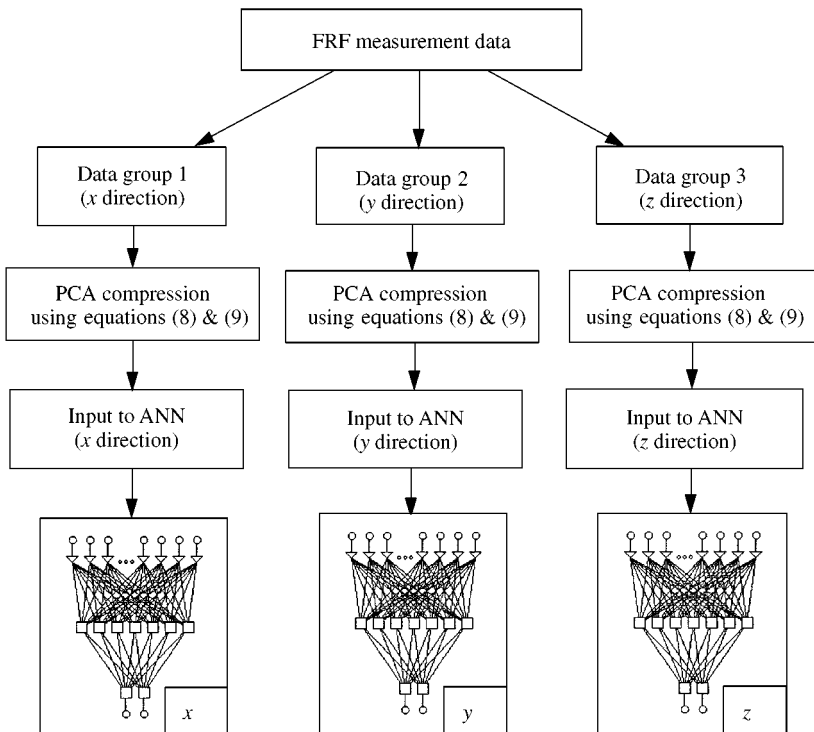 FRF measurement data
Data group 1
(x direction)
Data group 2
(y direction)
Data group 3
(z direction)
PCA compression
using equations (8) & (9)
PCA compression
using equations (8) & (9)
PCA compression
using equations (8) & (9)
Input to ANN
(x direction)
Input to ANN
(y direction)
Input to ANN
(z direction)
x
y
z